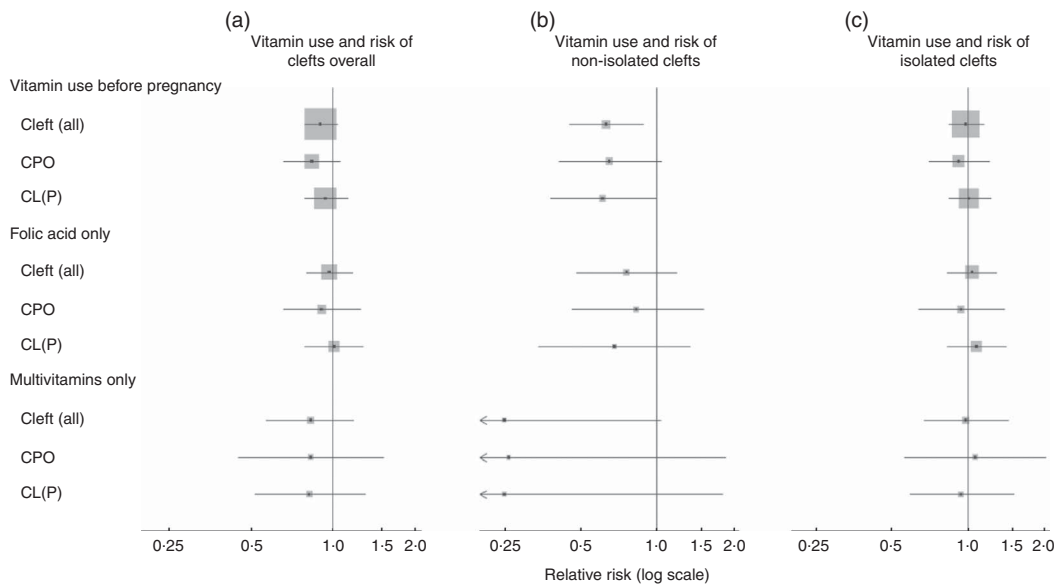 (a)
Vitamin use and risk of
clefts overall
(b)
Vitamin use and risk of
non-isolated clefts
(c)
Vitamin use and risk of
isolated clefts
Vitamin use before pregnancy
Cleft (all)
CPO
CL(P)
Folic acid only
Cleft (all)
CPO
CL(P)
Multivitamins only
Cleft (all)
CPO
CL(P)
0·25 0·5 1·0 1·5 2·0
0·25 0·5 1·0 1·5 2·0
0·25 0·5 1·0 1·5 2·0
Relative risk (log scale)